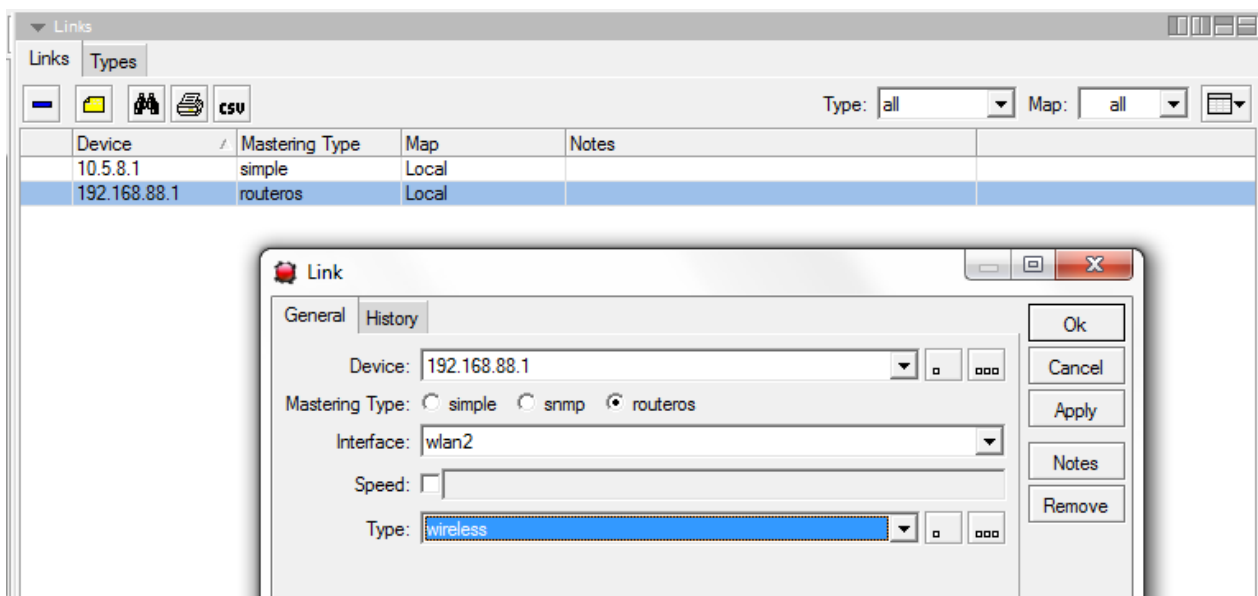 Links
Links Types
csv Type: all Map: all
Device Mastering Type Map Notes
10.5.8.1 simple Local
192.168.88.1 routeros Local
Link
General History
Ok
Device: 192.168.88.1
Cancel
Mastering Type: simple snmp routeros
Apply
Interface: wlan2
Notes
Speed:
Remove
Type: wireless